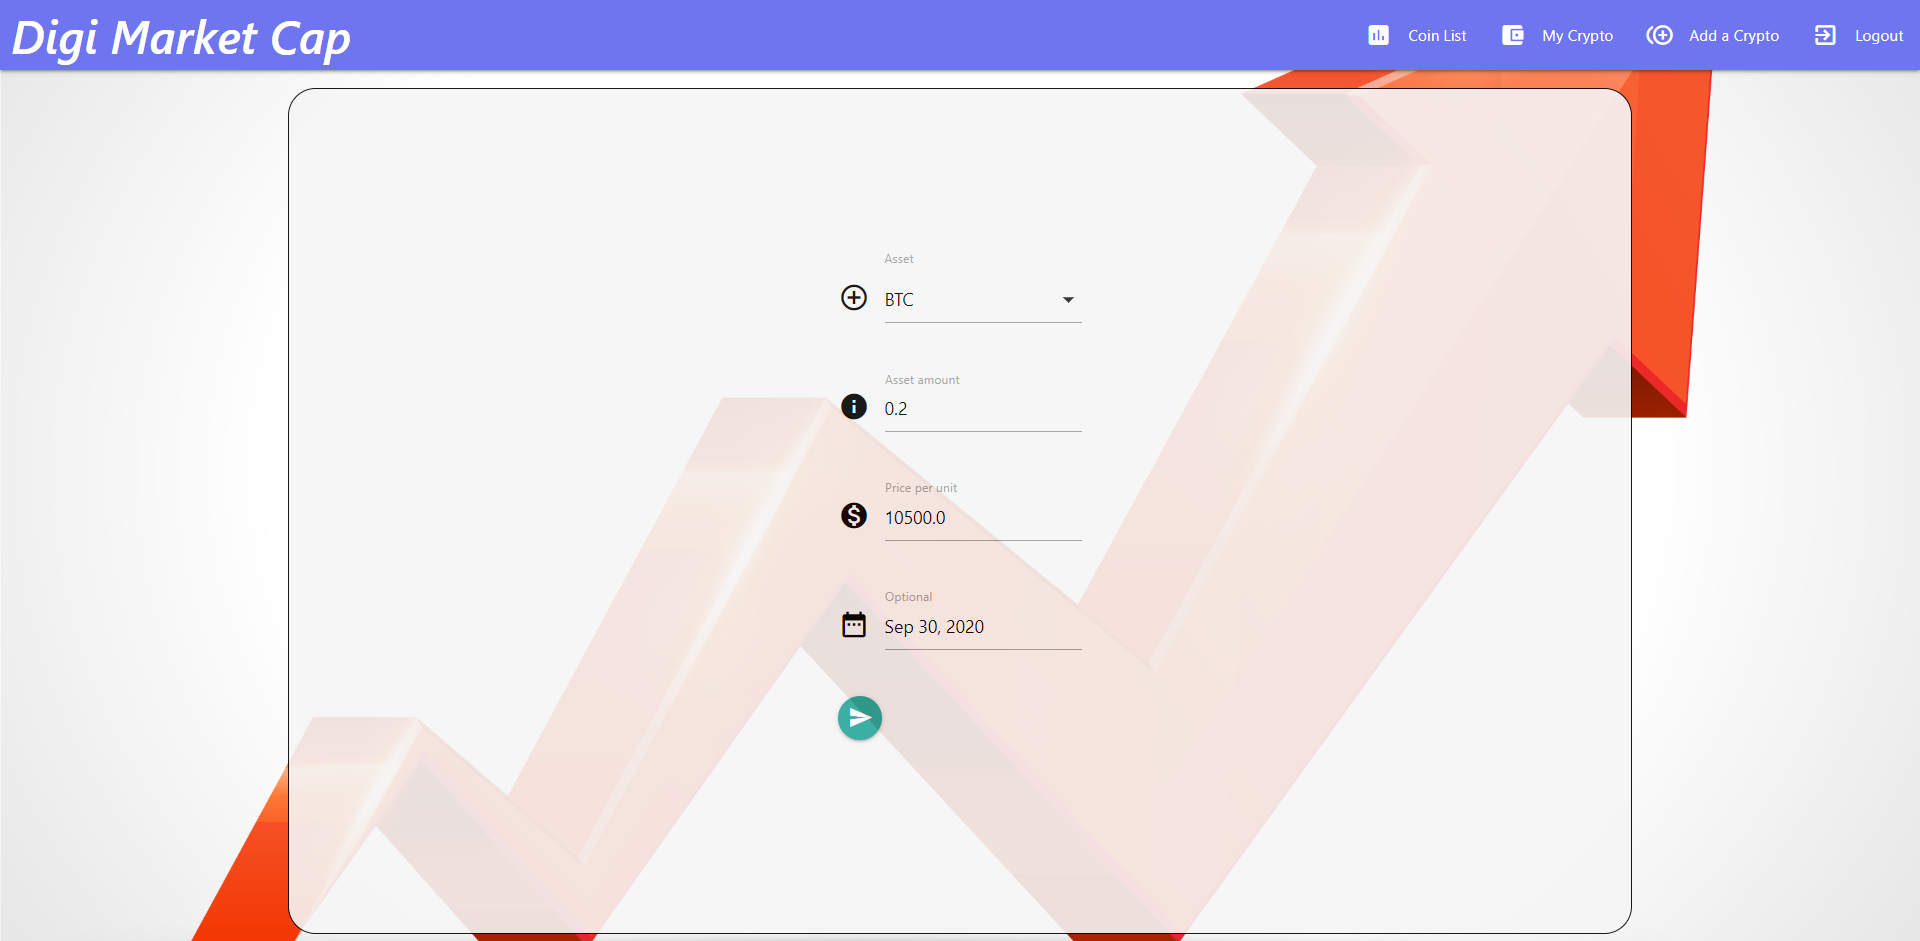 Digi Market Cap
Coin List
My Crypto
Add a Crypto
Logout
Asset
BTC
Asset amount
0.2
Price per unit
10500.0
Optional
Sep 30, 2020